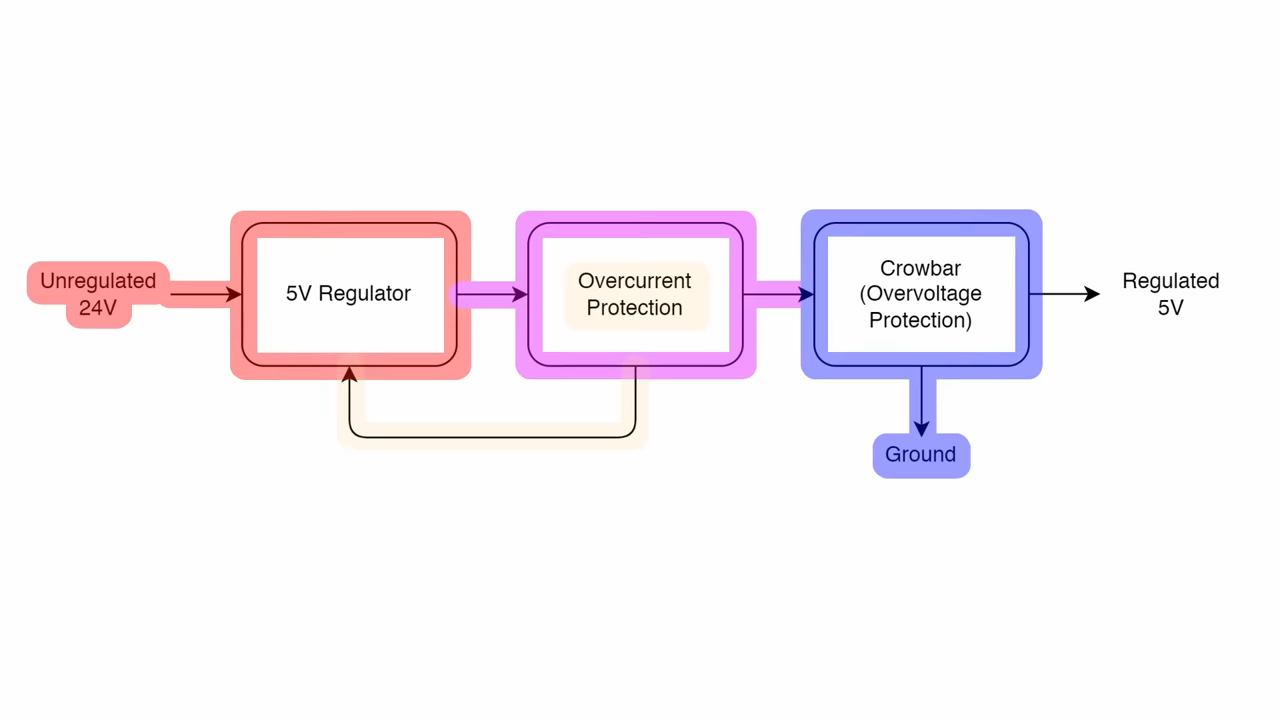 Unregulated
24V
5V Regulator
Overcurrent
Protection
Crowbar
(Overvoltage
Protection)
Regulated
5V
Ground